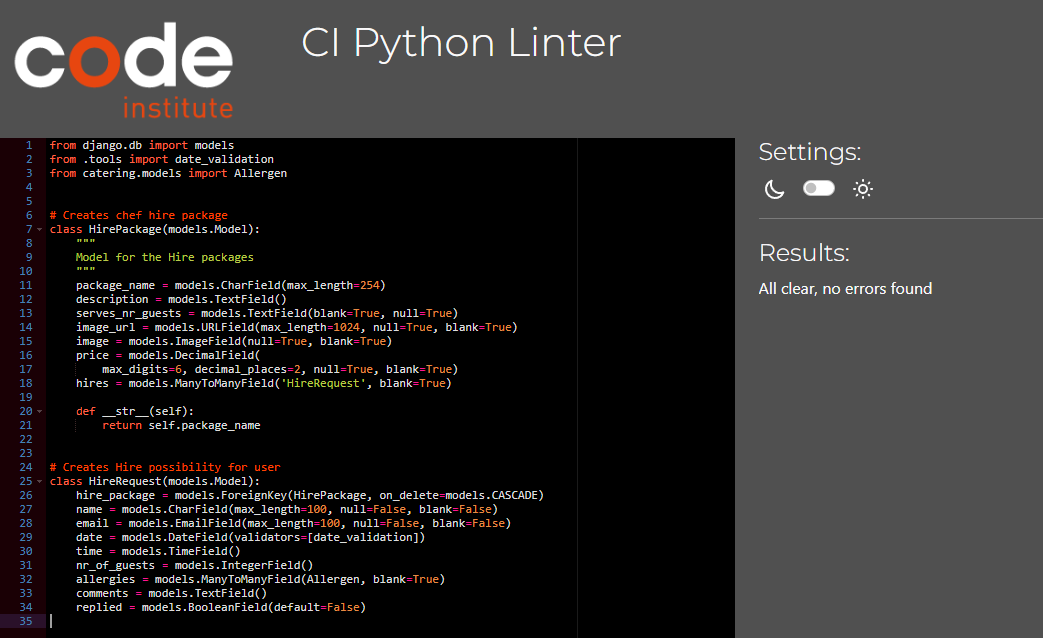 code
institute
CI Python Linter
1 from django.db import models
2 from .tools import date_validation
3 from catering.models import Allergen
4
5
6 # Creates chef hire package
7 class HirePackage(models.Model):
8     """
9     Model for the Hire packages
10     """
11     package_name = models.CharField(max_length=254)
12     description = models.TextField()
13     serves_nr_guests = models.TextField(blank=True, null=True)
14     image_url = models.URLField(max_length=1024, null=True, blank=True)
15     image = models.ImageField(null=True, blank=True)
16     price = models.DecimalField(
17         max_digits=6, decimal_places=2, null=True, blank=True)
18     hires = models.ManyToManyField('HireRequest', blank=True)
19
20     def __str__(self):
21         return self.package_name
22
23
24 # Creates Hire possibility for user
25 class HireRequest(models.Model):
26     hire_package = models.ForeignKey(HirePackage, on_delete=models.CASCADE)
27     name = models.CharField(max_length=100, null=False, blank=False)
28     email = models.EmailField(max_length=100, null=False, blank=False)
29     date = models.DateField(validators=[date_validation])
30     time = models.TimeField()
31     nr_of_guests = models.IntegerField()
32     allergies = models.ManyToManyField(Allergen, blank=True)
33     comments = models.TextField()
34     replied = models.BooleanField(default=False)
35
Settings:
Results:
All clear, no errors found